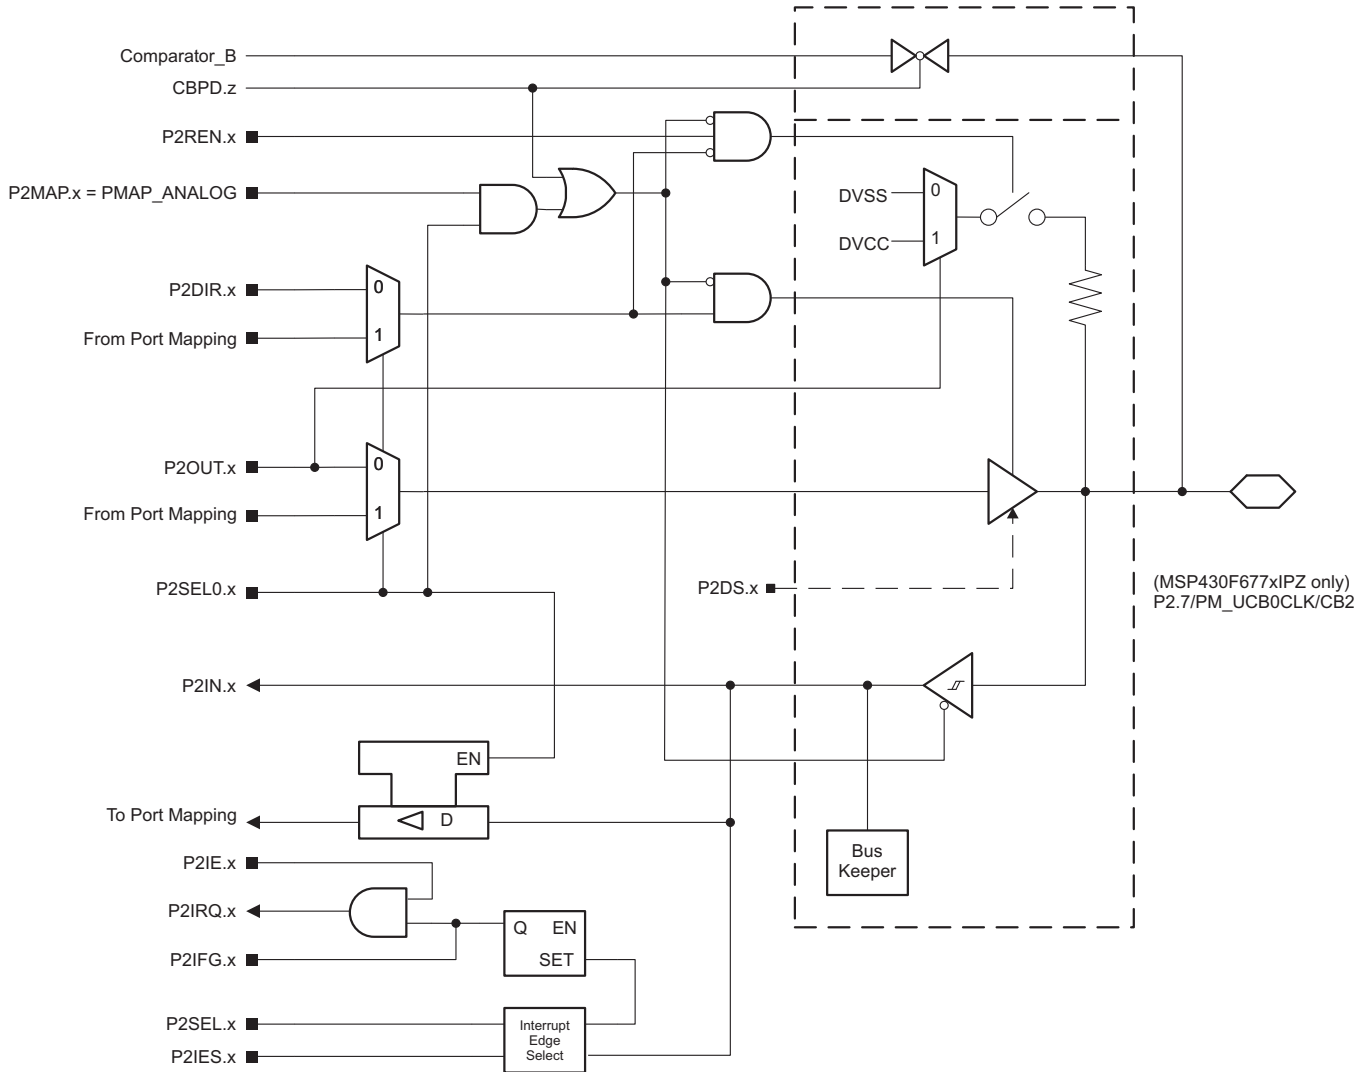 Comparator_B
CBPD.z
P2REN.x
P2MAP.x = PMAP_ANALOG
DVSS
0
DVCC
1
P2DIR.x
0
From Port Mapping
1
P2OUT.x
0
From Port Mapping
1
P2SEL0.x
P2DS.x
(MSP430F677xIPZ only)
P2.7/PM_UCB0CLK/CB2
P2IN.x
EN
To Port Mapping
D
Bus
Keeper
P2IE.x
P2IRQ.x
Q
EN
P2IFG.x
SET
P2SEL.x
P2IES.x
Interrupt
Edge
Select